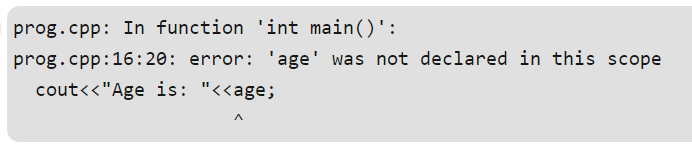 prog.cpp: In function 'int main()':
prog.cpp:16:20: error: 'age' was not declared in this scope
cout<<"Age is: "<<age;
^